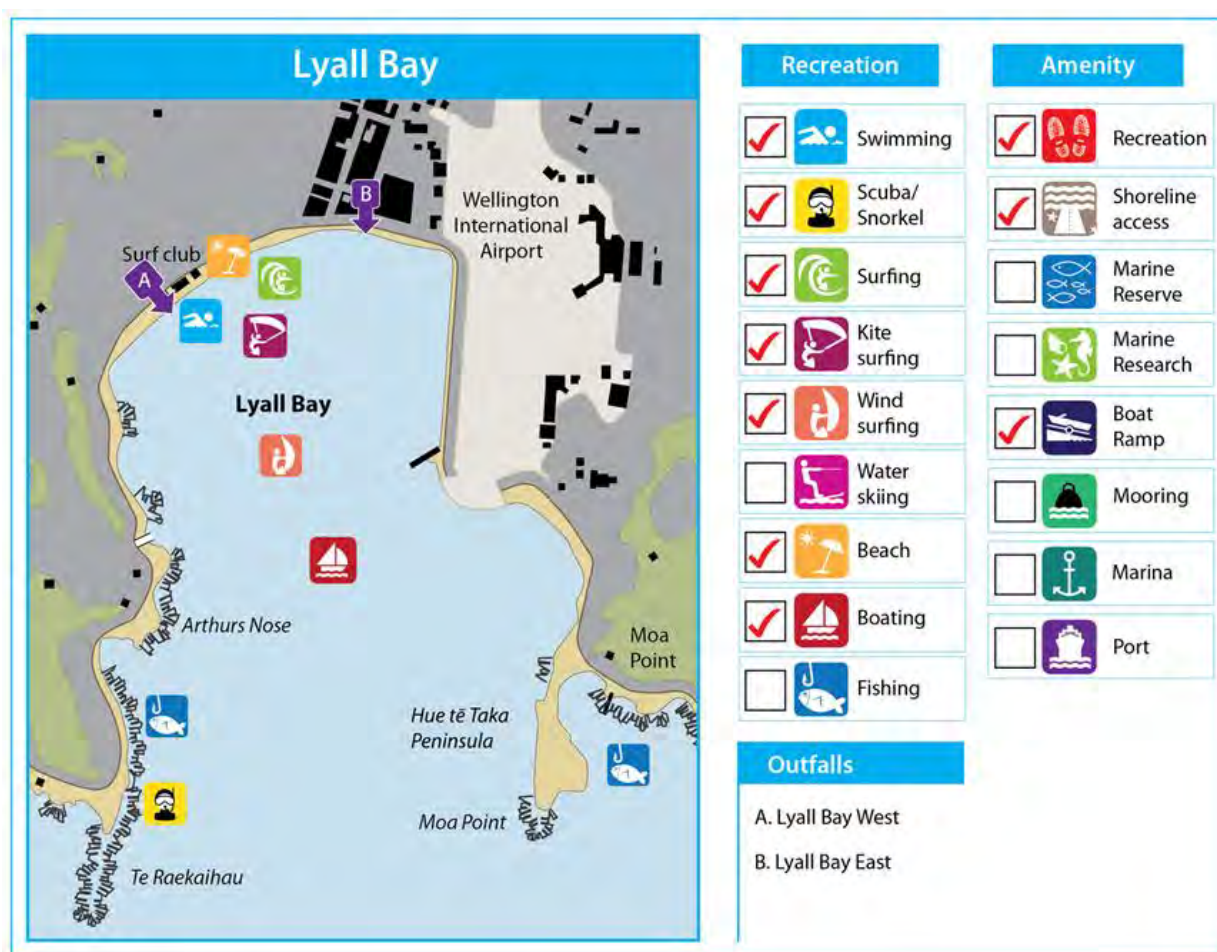 Lyall Bay
B
Wellington
International
Airport
Surf club
A
Lyall Bay
Arthurs Nose
Moa
Point
Hue tē Taka
Peninsula
Moa Point
Te Raekaihau
Recreation
Swimming
Scuba/
Snorkel
Surfing
Kite
surfing
Wind
surfing
Water
skiing
Beach
Boating
Fishing
Amenity
Recreation
Shoreline
access
Marine
Reserve
Marine
Research
Boat
Ramp
Mooring
Marina
Port
Outfalls
A. Lyall Bay West
B. Lyall Bay East